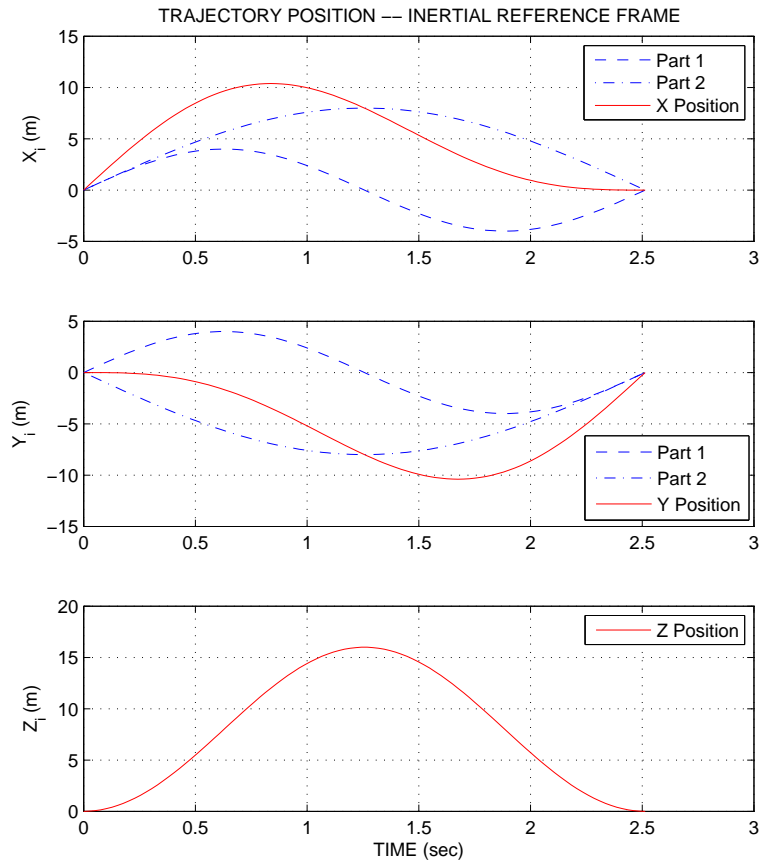 TRAJECTORY POSITION −− INERTIAL REFERENCE FRAME
15
10
5
0
−5
X_i (m)
Part 1
Part 2
X Position
0 0.5 1 1.5 2 2.5 3
5
0
−5
−10
−15
Y_i (m)
Part 1
Part 2
Y Position
0 0.5 1 1.5 2 2.5 3
20
15
10
5
0
Z_i (m)
Z Position
0 0.5 1 1.5 2 2.5 3
TIME (sec)